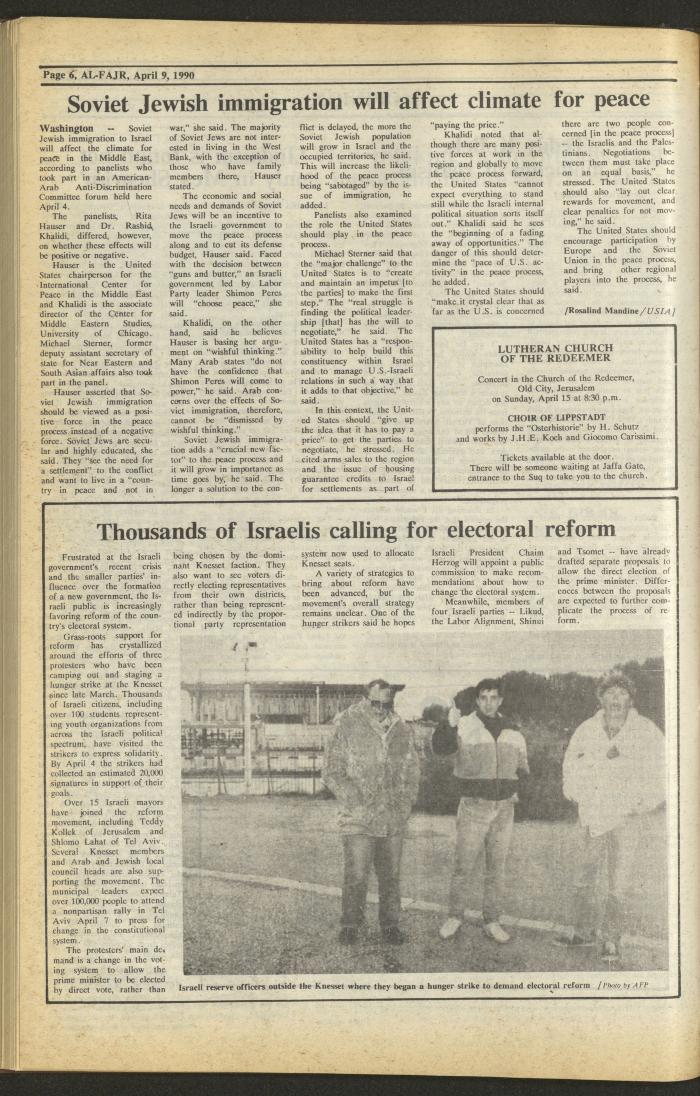 Page 6, AL-FAJR, April 9, 1990
Soviet Jewish immigration will affect climate for peace
Washington -- Soviet
Jewish immigration to Israel
will affect the climate for
peace in the Middle East,
according to panelists who
took part in an American-
Arab Anti-Discrimination
Committee forum held here
April 4.
The panelists, Rita
Hauser and Dr. Rashid
Khalidi, differed, however,
on whether these effects will
be positive or negative.
Hauser is the United
States chairperson for the
International Center for
Peace in the Middle East
and Khalidi is the associate
director of the Center for
Middle Eastern Studies,
University of Chicago.
Michael Sterner, former
deputy assistant secretary of
state for Near Eastern and
South Asian affairs also took
part in the panel.
Hauser asserted that So-
viet Jewish immigration
should be viewed as a posi-
tive force in the peace
process instead of a negative
force. Soviet Jews are secu-
lar and highly educated, she
said. They "see the need for
a settlement" to the conflict
and want to live in a "coun-
try in peace and not in
war," she said. The majority
of Soviet Jews are not inter-
ested in living in the West
Bank, with the exception of
those who have family
members there, Hauser
stated.
The economic and social
needs and demands of Soviet
Jews will be an incentive to
the Israeli government to
move the peace process
along and to cut its defense
budget, Hauser said. Faced
with the decision between
"guns and butter," an Israeli
government led by Labor
Party leader Shimon Peres
will "choose peace," she
said.
Khalidi, on the other
hand, said he believes
Hauser is basing her argu-
ment on "wishful thinking."
Many Arab states "do not
have the confidence that
Shimon Peres will come to
power," he said. Arab con-
cerns over the effects of So-
viet immigration, therefore,
cannot be "dismissed by
wishful thinking."
Soviet Jewish immigra-
tion adds a "crucial new fac-
tor" to the peace process and
it will grow in importance as
time goes by, he said. The
longer a solution to the con-
flict is delayed, the more the
Soviet Jewish population
will grow in Israel and the
occupied territories, he said.
This will increase the likeli-
hood of the peace process
being "sabotaged" by the is-
sue of immigration, he
added.
Panelists also examined
the role the United States
should play in the peace
process.
Michael Sterner said that
the "major challenge" to the
United States is to "create
and maintain an impetus [to
the parties] to make the first
step." The "real struggle is
finding the political leader-
ship [that] has the will to
negotiate," he said. The
United States has a "respon-
sibility to help build this
constituency within Israel
and to manage U.S.-Israeli
relations in such a way that
it adds to that objective," he
said.
In this context, the Unit-
ed States should "give up
the idea that it has to pay a
price" to get the parties to
negotiate, he stressed. He
cited arms sales to the region
and the issue of housing
guarantee credits to Israel
for settlements as part of
"paying the price."
Khalidi noted that al-
though there are many posi-
tive forces at work in the
region and globally to move
the peace process forward,
the United States "cannot
expect everything to stand
still while the Israeli internal
political situation sorts itself
out." Khalidi said he sees
the "beginning of a fading
away of opportunities." The
danger of this should deter-
mine the "pace of U.S. ac-
tivity" in the peace process,
he added.
The United States should
"make it crystal clear that as
far as the U.S. is concerned
there are two people con-
cerned [in the peace process]
-- the Israelis and the Pales-
tinians. Negotiations be-
tween them must take place
on an equal basis," he
stressed. The United States
should also "lay out clear
rewards for movement, and
clear penalties for not mov-
ing," he said.
The United States should
encourage participation by
Europe and the Soviet
Union in the peace process,
and bring other regional
players into the process, he
said.
[Rosalind Mandine / USIA]
LUTHERAN CHURCH
OF THE REDEEMER
Concert in the Church of the Redeemer,
Old City, Jerusalem
on Sunday, April 15 at 8:30 p.m.
CHOIR OF LIPPSTADT
performs the "Osterhistorie" by H. Schutz
and works by J.H.E. Koch and Giocomo Carissimi.
Tickets available at the door.
There will be someone waiting at Jaffa Gate,
entrance to the Suq to take you to the church.
Thousands of Israelis calling for electoral reform
Frustrated at the Israeli
government's recent crisis
and the smaller parties' in-
fluence over the formation
of a new government, the Is-
raeli public is increasingly
favoring reform of the coun-
try's electoral system.
Grass-roots support for
reform has crystallized
around the efforts of three
protesters who have been
camping out and staging a
hunger strike at the Knesset
since late March. Thousands
of Israeli citizens, including
over 100 students represent-
ing youth organizations from
across the Israeli political
spectrum, have visited the
strikers to express solidarity.
By April 4 the strikers had
collected an estimated 20,000
signatures in support of their
goals.
Over 15 Israeli mayors
have joined the reform
movement, including Teddy
Kollek of Jerusalem and
Shlomo Lahat of Tel Aviv.
Several Knesset members
and Arab and Jewish local
council heads are also sup-
porting the movement. The
municipal leaders expect
over 100,000 people to attend
a nonpartisan rally in Tel
Aviv April 7 to press for
change in the constitutional
system.
The protesters' main de-
mand is a change in the vot-
ing system to allow the
prime minister to be elected
by direct vote, rather than
being chosen by the domi-
nant Knesset faction. They
also want to see voters di-
rectly electing representatives
from their own districts,
rather than being represent-
ed indirectly by the propor-
tional party representation
system now used to allocate
Knesset seats.
A variety of strategies to
bring about reform have
been advanced, but the
movement's overall strategy
remains unclear. One of the
hunger strikers said he hopes
Israeli President Chaim
Herzog will appoint a public
commission to make recom-
mendations about how to
change the electoral system.
Meanwhile, members of
four Israeli parties -- Likud,
the Labor Alignment, Shinui
and Tsomet -- have already
drafted separate proposals to
allow the direct election of
the prime minister. Differ-
ences between the proposals
are expected to further com-
plicate the process of re-
form.
Israeli reserve officers outside the Knesset where they began a hunger strike to demand electoral reform [Photo by AFP